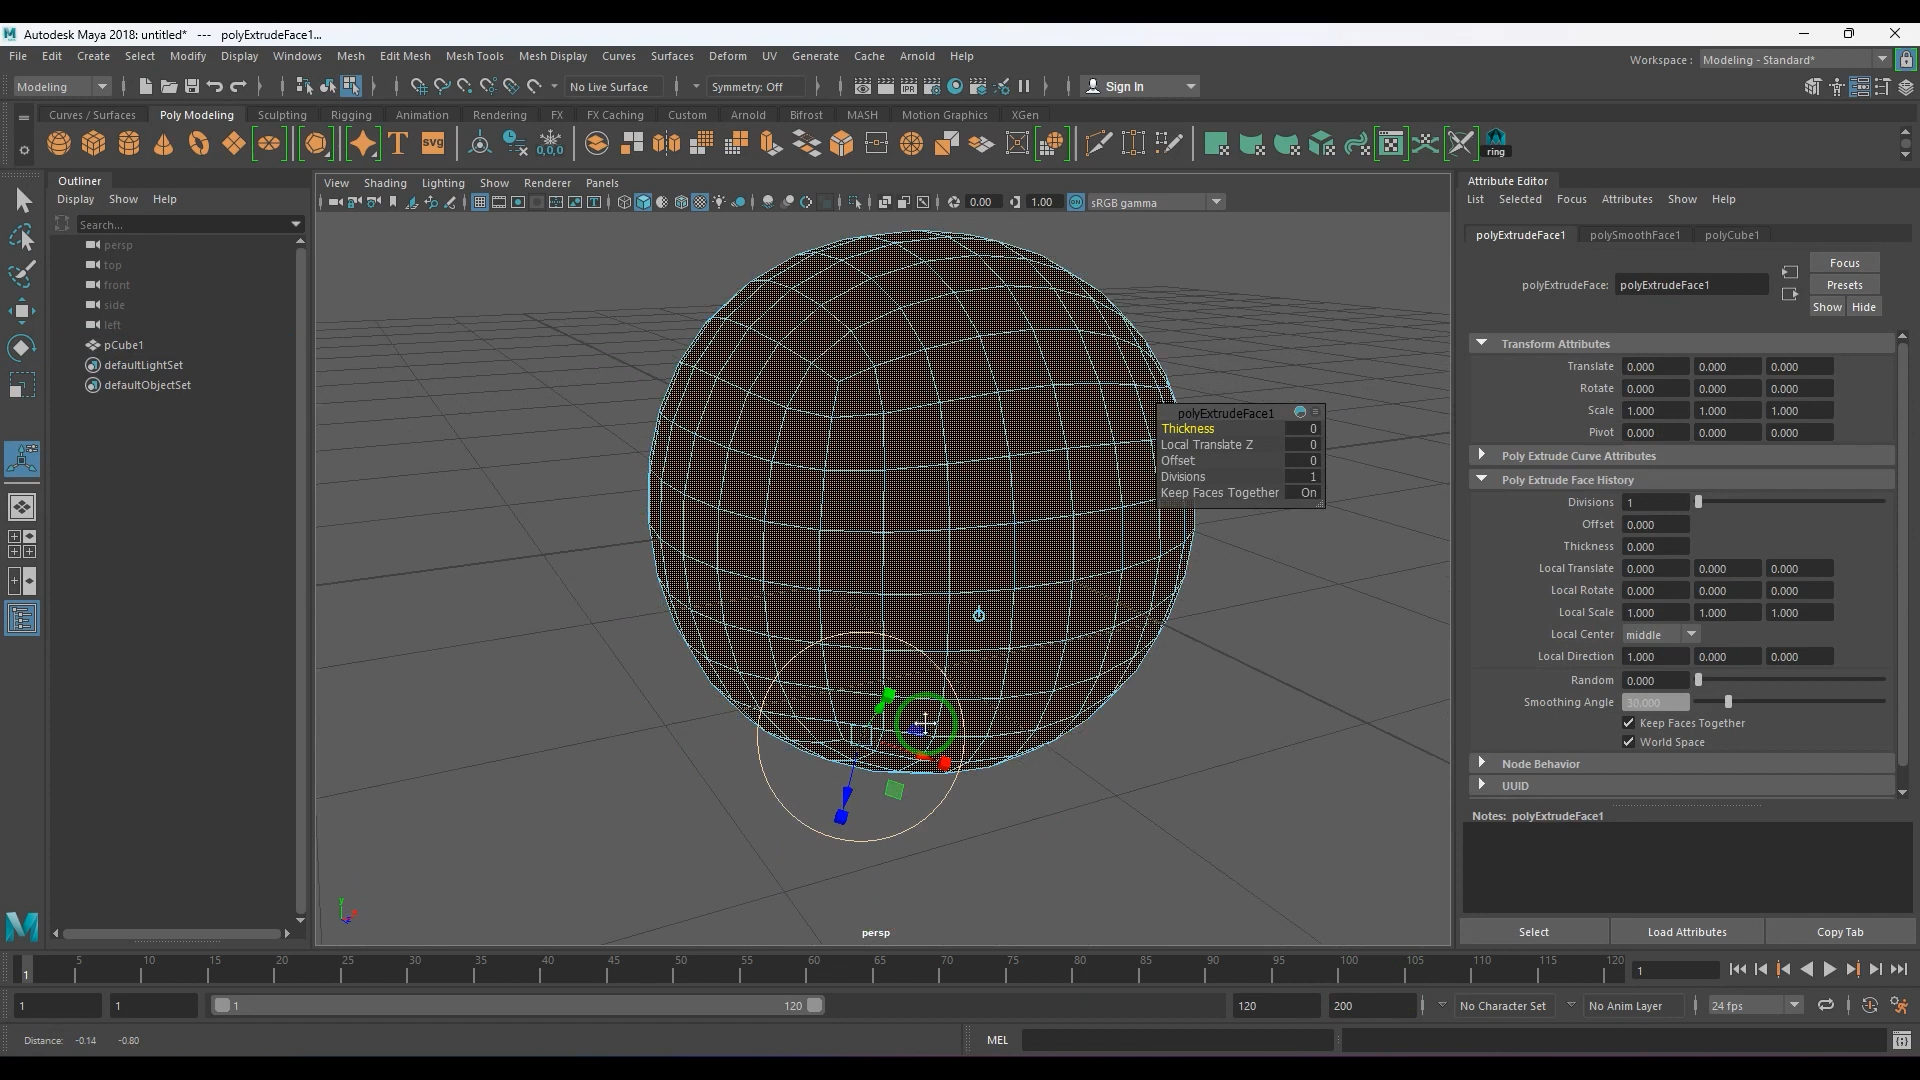 Autodesk Maya 2018: untitled* --- polyExtrudeFace1...
File Edit Create Select Modify Display Windows Mesh Edit Mesh Mesh Tools Mesh Display Curves Surfaces Deform UV Generate Cache Arnold Help
Workspace : Modeling - Standard*
Modeling No Live Surface Symmetry: Off IPR Sign In
Curves / Surfaces Poly Modeling Sculpting Rigging Animation Rendering FX FX Caching Custom Arnold Bifrost MASH Motion Graphics XGen
T SVG 0,0,0 ring
Outliner
Display Show Help
Search...
persp
top
front
side
left
pCube1
defaultLightSet
defaultObjectSet
View Shading Lighting Show Renderer Panels
0.00 1.00 ON sRGB gamma
polyExtrudeFace1
Thickness 0
Local Translate Z 0
Offset 0
Divisions 1
Keep Faces Together On
y
persp
Attribute Editor
List Selected Focus Attributes Show Help
polyExtrudeFace1 polySmoothFace1 polyCube1
polyExtrudeFace: polyExtrudeFace1
Focus
Presets
Show Hide
Transform Attributes
Translate 0.000 0.000 0.000
Rotate 0.000 0.000 0.000
Scale 1.000 1.000 1.000
Pivot 0.000 0.000 0.000
Poly Extrude Curve Attributes
Poly Extrude Face History
Divisions 1
Offset 0.000
Thickness 0.000
Local Translate 0.000 0.000 0.000
Local Rotate 0.000 0.000 0.000
Local Scale 1.000 1.000 1.000
Local Center middle
Local Direction 1.000 0.000 0.000
Random 0.000
Smoothing Angle 30.000
Keep Faces Together
World Space
Node Behavior
UUID
Notes: polyExtrudeFace1
Select Load Attributes Copy Tab
1 5 10 15 20 25 30 35 40 45 50 55 60 65 70 75 80 85 90 95 100 105 110 115 120 1
1 1 1 120 120 200 No Character Set No Anim Layer 24 fps
Distance: -0.14 -0.80 MEL